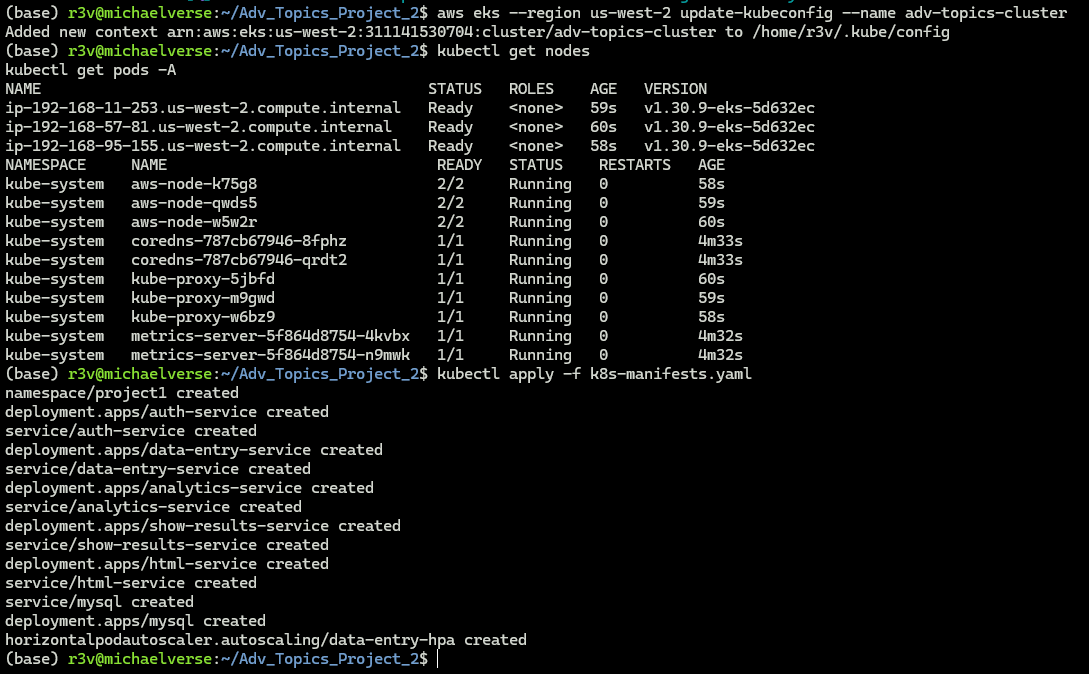 (base) r3v@michaelverse:~/Adv_Topics_Project_2$ aws eks --region us-west-2 update-kubeconfig --name adv-topics-cluster
Added new context arn:aws:eks:us-west-2:311141530704:cluster/adv-topics-cluster to /home/r3v/.kube/config
(base) r3v@michaelverse:~/Adv_Topics_Project_2$ kubectl get nodes
kubectl get pods -A
NAME STATUS ROLES AGE VERSION
ip-192-168-11-253.us-west-2.compute.internal Ready <none> 59s v1.30.9-eks-5d632ec
ip-192-168-57-81.us-west-2.compute.internal Ready <none> 60s v1.30.9-eks-5d632ec
ip-192-168-95-155.us-west-2.compute.internal Ready <none> 58s v1.30.9-eks-5d632ec
NAMESPACE NAME READY STATUS RESTARTS AGE
kube-system aws-node-k75g8 2/2 Running 0 58s
kube-system aws-node-qwds5 2/2 Running 0 59s
kube-system aws-node-w5w2r 2/2 Running 0 60s
kube-system coredns-787cb67946-8fphz 1/1 Running 0 4m33s
kube-system coredns-787cb67946-qrdt2 1/1 Running 0 4m33s
kube-system kube-proxy-5jbfd 1/1 Running 0 60s
kube-system kube-proxy-m9gwd 1/1 Running 0 59s
kube-system kube-proxy-w6bz9 1/1 Running 0 58s
kube-system metrics-server-5f864d8754-4kvbx 1/1 Running 0 4m32s
kube-system metrics-server-5f864d8754-n9mwk 1/1 Running 0 4m32s
(base) r3v@michaelverse:~/Adv_Topics_Project_2$ kubectl apply -f k8s-manifests.yaml
namespace/project1 created
deployment.apps/auth-service created
service/auth-service created
deployment.apps/data-entry-service created
service/data-entry-service created
deployment.apps/analytics-service created
service/analytics-service created
deployment.apps/show-results-service created
service/show-results-service created
deployment.apps/html-service created
service/html-service created
service/mysql created
deployment.apps/mysql created
horizontalpodautoscaler.autoscaling/data-entry-hpa created
(base) r3v@michaelverse:~/Adv_Topics_Project_2$